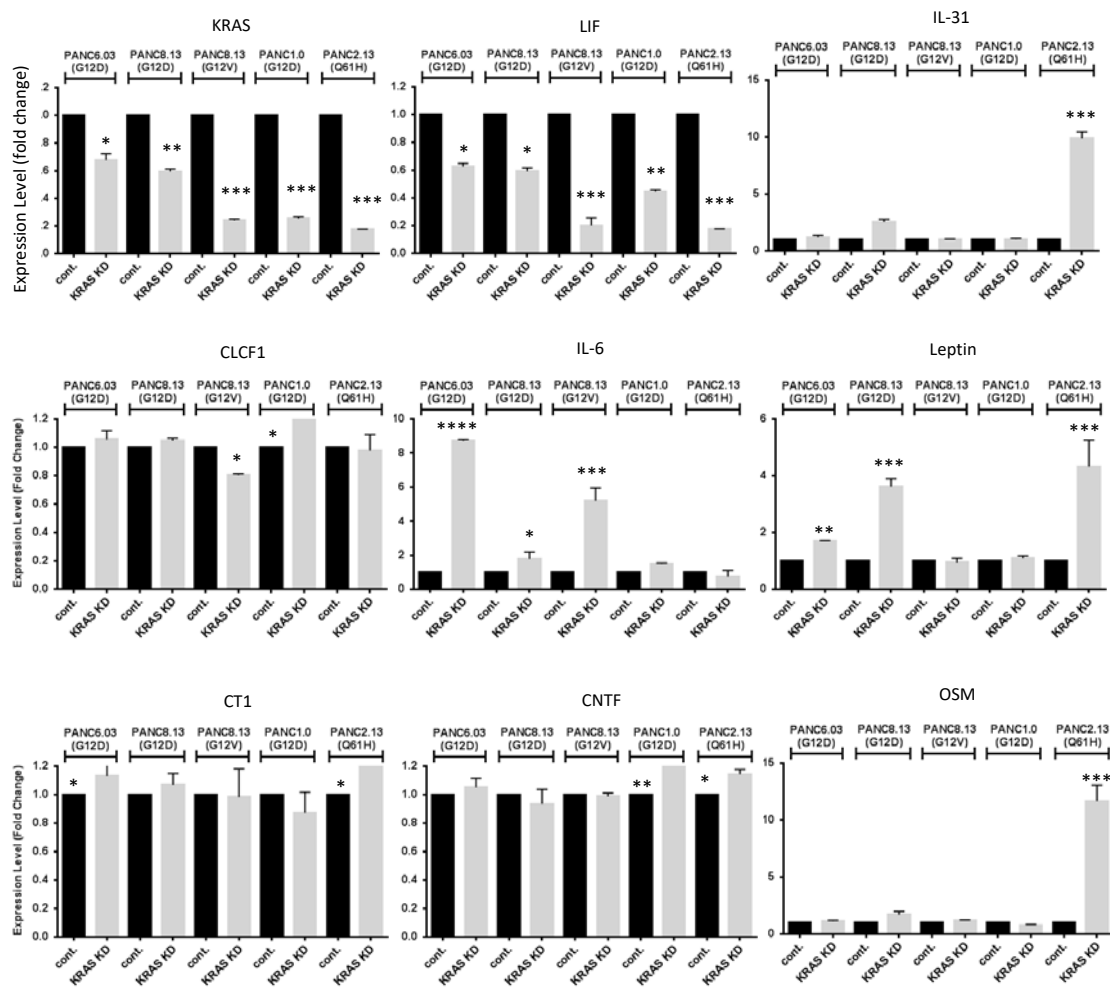 KRAS
LIF
IL-31
PANC6.03 PANC8.13 PANC8.13 PANC1.0 PANC2.13
(G12D) (G12D) (G12V) (G12D) (Q61H)
PANC6.03 PANC8.13 PANC8.13 PANC1.0 PANC2.13
(G12D) (G12D) (G12V) (G12D) (Q61H)
PANC6.03 PANC8.13 PANC8.13 PANC1.0 PANC2.13
(G12D) (G12D) (G12V) (G12D) (Q61H)
Expression Level (fold change)
.2
.0
.8
.6
.4
.2
.0
* ** *** *** ***
cont. KRAS KD cont. KRAS KD cont. KRAS KD cont. KRAS KD cont. KRAS KD
.2
.0
.8
.6
.4
.2
.0
* * *** ** ***
cont. KRAS KD cont. KRAS KD cont. KRAS KD cont. KRAS KD cont. KRAS KD
15
10
5
0
***
cont. KRAS KD cont. KRAS KD cont. KRAS KD cont. KRAS KD cont. KRAS KD
CLCF1
IL-6
Leptin
PANC6.03 PANC8.13 PANC8.13 PANC1.0 PANC2.13
(G12D) (G12D) (G12V) (G12D) (Q61H)
PANC6.03 PANC8.13 PANC8.13 PANC1.0 PANC2.13
(G12D) (G12D) (G12V) (G12D) (Q61H)
PANC6.03 PANC8.13 PANC8.13 PANC1.0 PANC2.13
(G12D) (G12D) (G12V) (G12D) (Q61H)
Expression Level (Fold Change)
1.2
1.0
0.8
0.6
0.4
0.2
0.0
* *
cont. KRAS KD cont. KRAS KD cont. KRAS KD cont. KRAS KD cont. KRAS KD
10
8
6
4
2
0
**** * ***
cont. KRAS KD cont. KRAS KD cont. KRAS KD cont. KRAS KD cont. KRAS KD
6
4
2
0
** *** ***
cont. KRAS KD cont. KRAS KD cont. KRAS KD cont. KRAS KD cont. KRAS KD
CT1
CNTF
OSM
PANC6.03 PANC8.13 PANC8.13 PANC1.0 PANC2.13
(G12D) (G12D) (G12V) (G12D) (Q61H)
PANC6.03 PANC8.13 PANC8.13 PANC1.0 PANC2.13
(G12D) (G12D) (G12V) (G12D) (Q61H)
PANC6.03 PANC8.13 PANC8.13 PANC1.0 PANC2.13
(G12D) (G12D) (G12V) (G12D) (Q61H)
Expression Level (Fold Change)
1.2
1.0
0.8
0.6
0.4
0.2
0.0
* *
cont. KRAS KD cont. KRAS KD cont. KRAS KD cont. KRAS KD cont. KRAS KD
1.2
1.0
0.8
0.6
0.4
0.2
0.0
** *
cont. KRAS KD cont. KRAS KD cont. KRAS KD cont. KRAS KD cont. KRAS KD
15
10
5
0
***
cont. KRAS KD cont. KRAS KD cont. KRAS KD cont. KRAS KD cont. KRAS KD